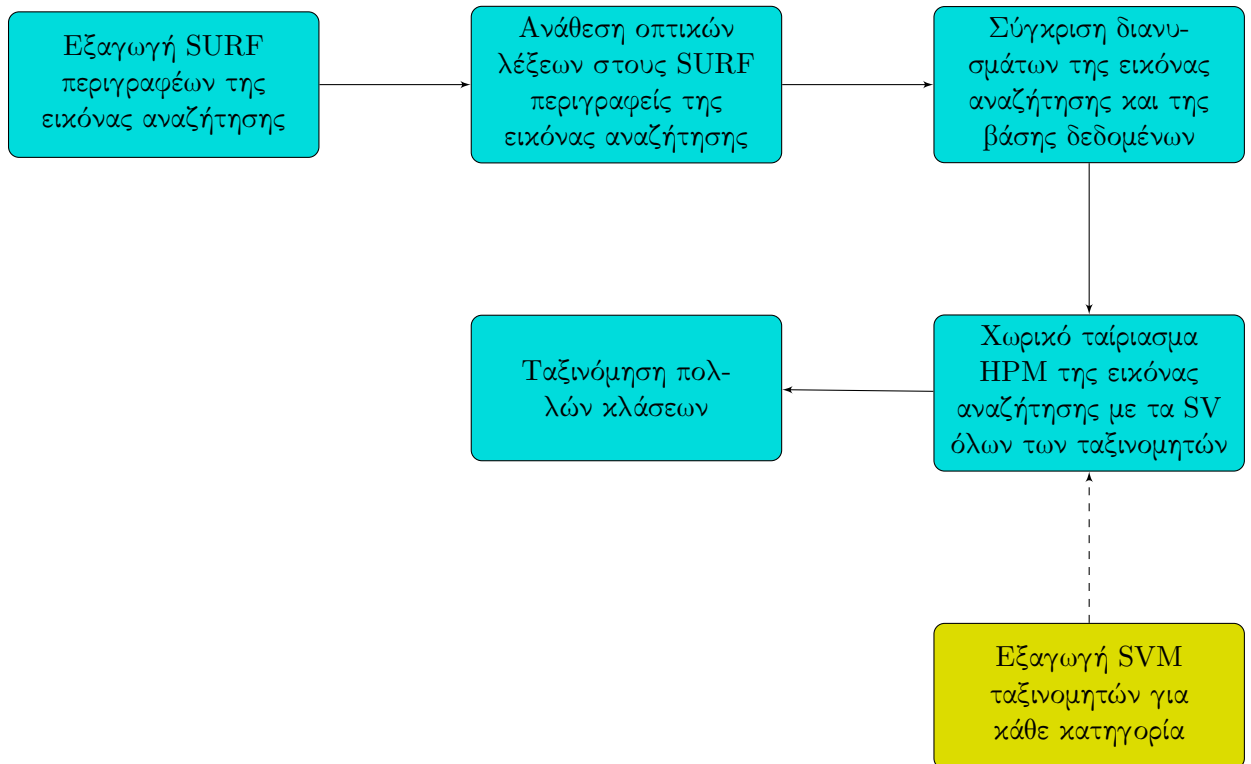 Εξαγωγή SURF
περιγραφέων της
εικόνας αναζήτησης
Ανάθεση οπτικών
λέξεων στους SURF
περιγραφείς της
εικόνας αναζήτησης
Σύγκριση διανυ-
σμάτων της εικόνας
αναζήτησης και της
βάσης δεδομένων
Ταξινόμηση πολ-
λών κλάσεων
Χωρικό ταίριασμα
HPM της εικόνας
αναζήτησης με τα SV
όλων των ταξινομητών
Εξαγωγή SVM
ταξινομητών για
κάθε κατηγορία